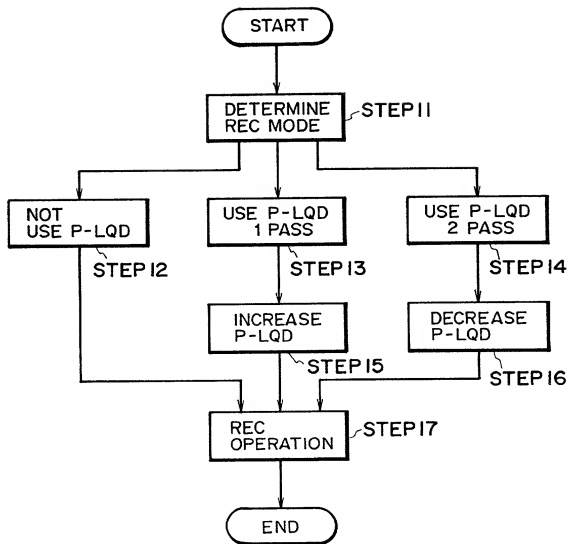 START
DETERMINE
REC MODE
STEP11
NOT
USE P-LQD
STEP12
USE P-LQD
1 PASS
STEP13
USE P-LQD
2 PASS
STEP14
INCREASE
P-LQD
STEP15
DECREASE
P-LQD
STEP16
REC
OPERATION
STEP17
END